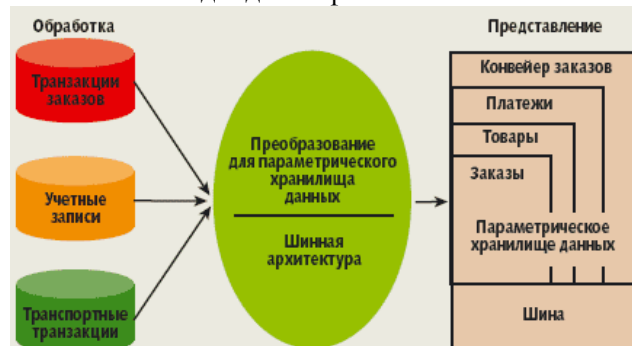 Обработка
Представление
Транзакции
заказов
Учетные
записи
Транспортные
транзакции
Преобразование
для параметрического
хранилища
данных
Шинная
архитектура
Конвейер заказов
Платежи
Товары
Заказы
Параметрическое
хранилище данных
Шина